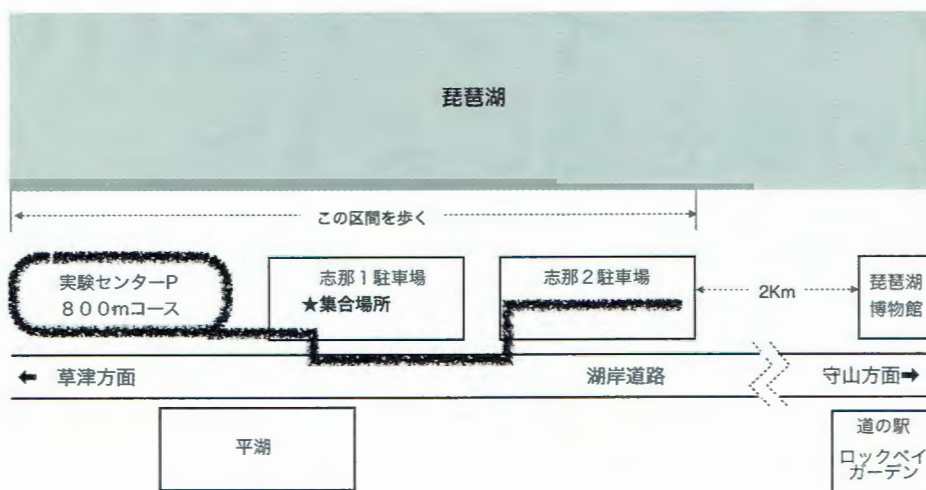 琵琶湖
この区間を歩く
実験センターP
８００mコース
志那１駐車場
★集合場所
志那２駐車場
2Km
琵琶湖
博物館
← 草津方面
湖岸道路
守山方面→
平湖
道の駅
ロックベイ
ガーデン